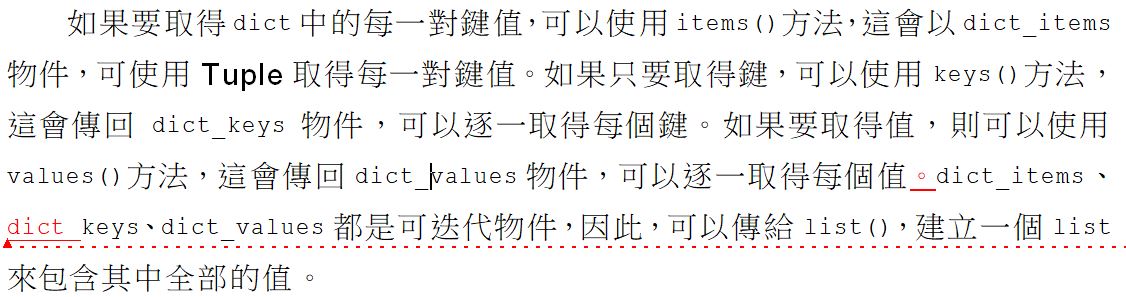 如果要取得 dict 中的每一對鍵值，可以使用 items()方法，這會以 dict_items
物件，可使用 Tuple 取得每一對鍵值。如果只要取得鍵，可以使用 keys()方法，
這會傳回 dict_keys 物件，可以逐一取得每個鍵。如果要取得值，則可以使用
values()方法，這會傳回 dict_values 物件，可以逐一取得每個值。dict_items、
dict_keys、dict_values 都是可迭代物件，因此，可以傳給 list()，建立一個 list
來包含其中全部的值。